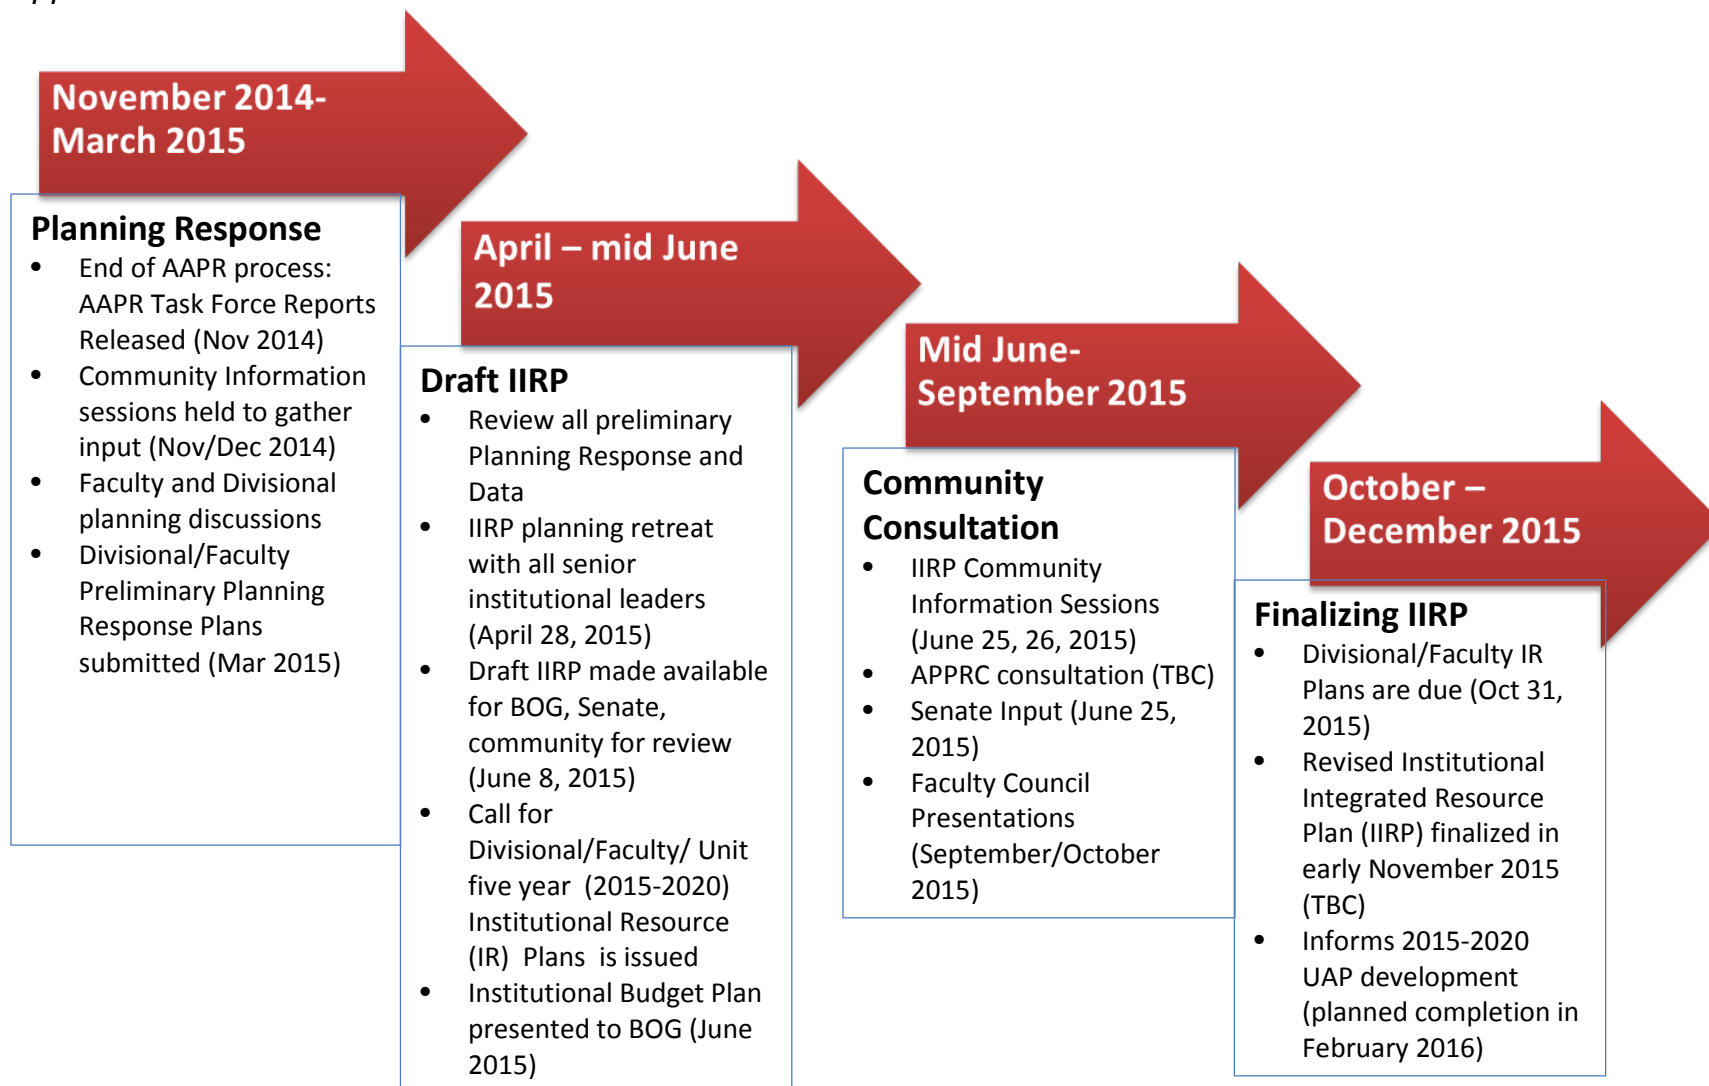 November 2014-
March 2015
Planning Response
• End of AAPR process:
AAPR Task Force Reports
Released (Nov 2014)
• Community Information
sessions held to gather
input (Nov/Dec 2014)
• Faculty and Divisional
planning discussions
• Divisional/Faculty
Preliminary Planning
Response Plans
submitted (Mar 2015)
April – mid June
2015
Draft IIRP
• Review all preliminary
Planning Response and
Data
• IIRP planning retreat
with all senior
institutional leaders
(April 28, 2015)
• Draft IIRP made available
for BOG, Senate,
community for review
(June 8, 2015)
• Call for
Divisional/Faculty/ Unit
five year (2015-2020)
Institutional Resource
(IR) Plans is issued
• Institutional Budget Plan
presented to BOG (June
2015)
Mid June-
September 2015
Community
Consultation
• IIRP Community
Information Sessions
(June 25, 26, 2015)
• APPRC consultation (TBC)
• Senate Input (June 25,
2015)
• Faculty Council
Presentations
(September/October
2015)
October –
December 2015
Finalizing IIRP
• Divisional/Faculty IR
Plans are due (Oct 31,
2015)
• Revised Institutional
Integrated Resource
Plan (IIRP) finalized in
early November 2015
(TBC)
• Informs 2015-2020
UAP development
(planned completion in
February 2016)